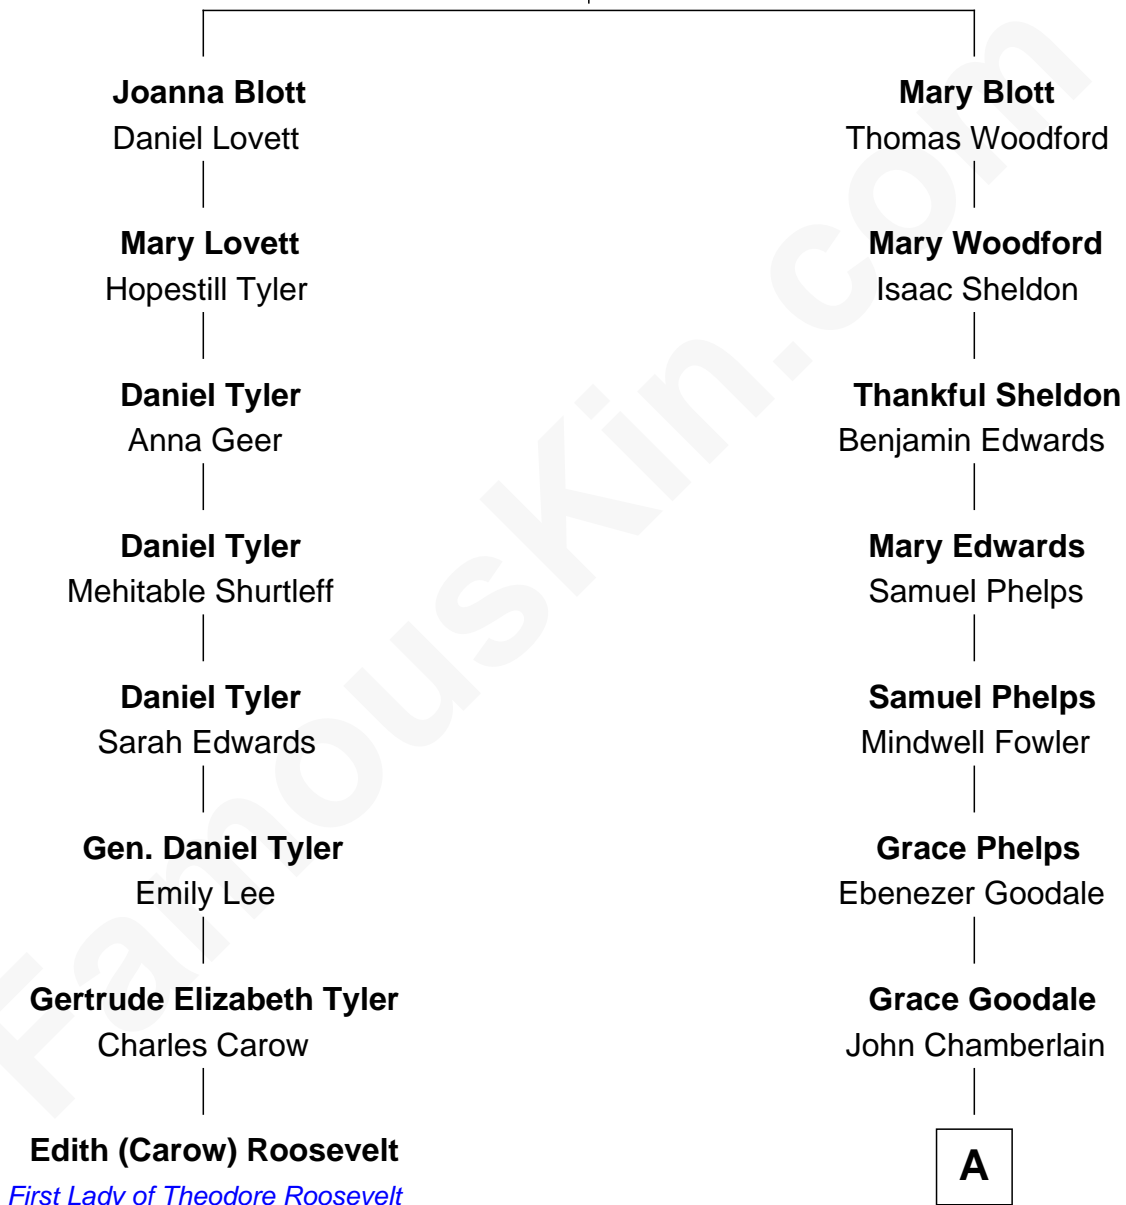 Joanna Blott
Daniel Lovett
Mary Lovett
Hopestill Tyler
Daniel Tyler
Anna Geer
Daniel Tyler
Mehitable Shurtleff
Daniel Tyler
Sarah Edwards
Gen. Daniel Tyler
Emily Lee
Gertrude Elizabeth Tyler
Charles Carow
Edith (Carow) Roosevelt
First Lady of Theodore Roosevelt
Mary Blott
Thomas Woodford
Mary Woodford
Isaac Sheldon
Thankful Sheldon
Benjamin Edwards
Mary Edwards
Samuel Phelps
Samuel Phelps
Mindwell Fowler
Grace Phelps
Ebenezer Goodale
Grace Goodale
John Chamberlain
A
FamousKin.com